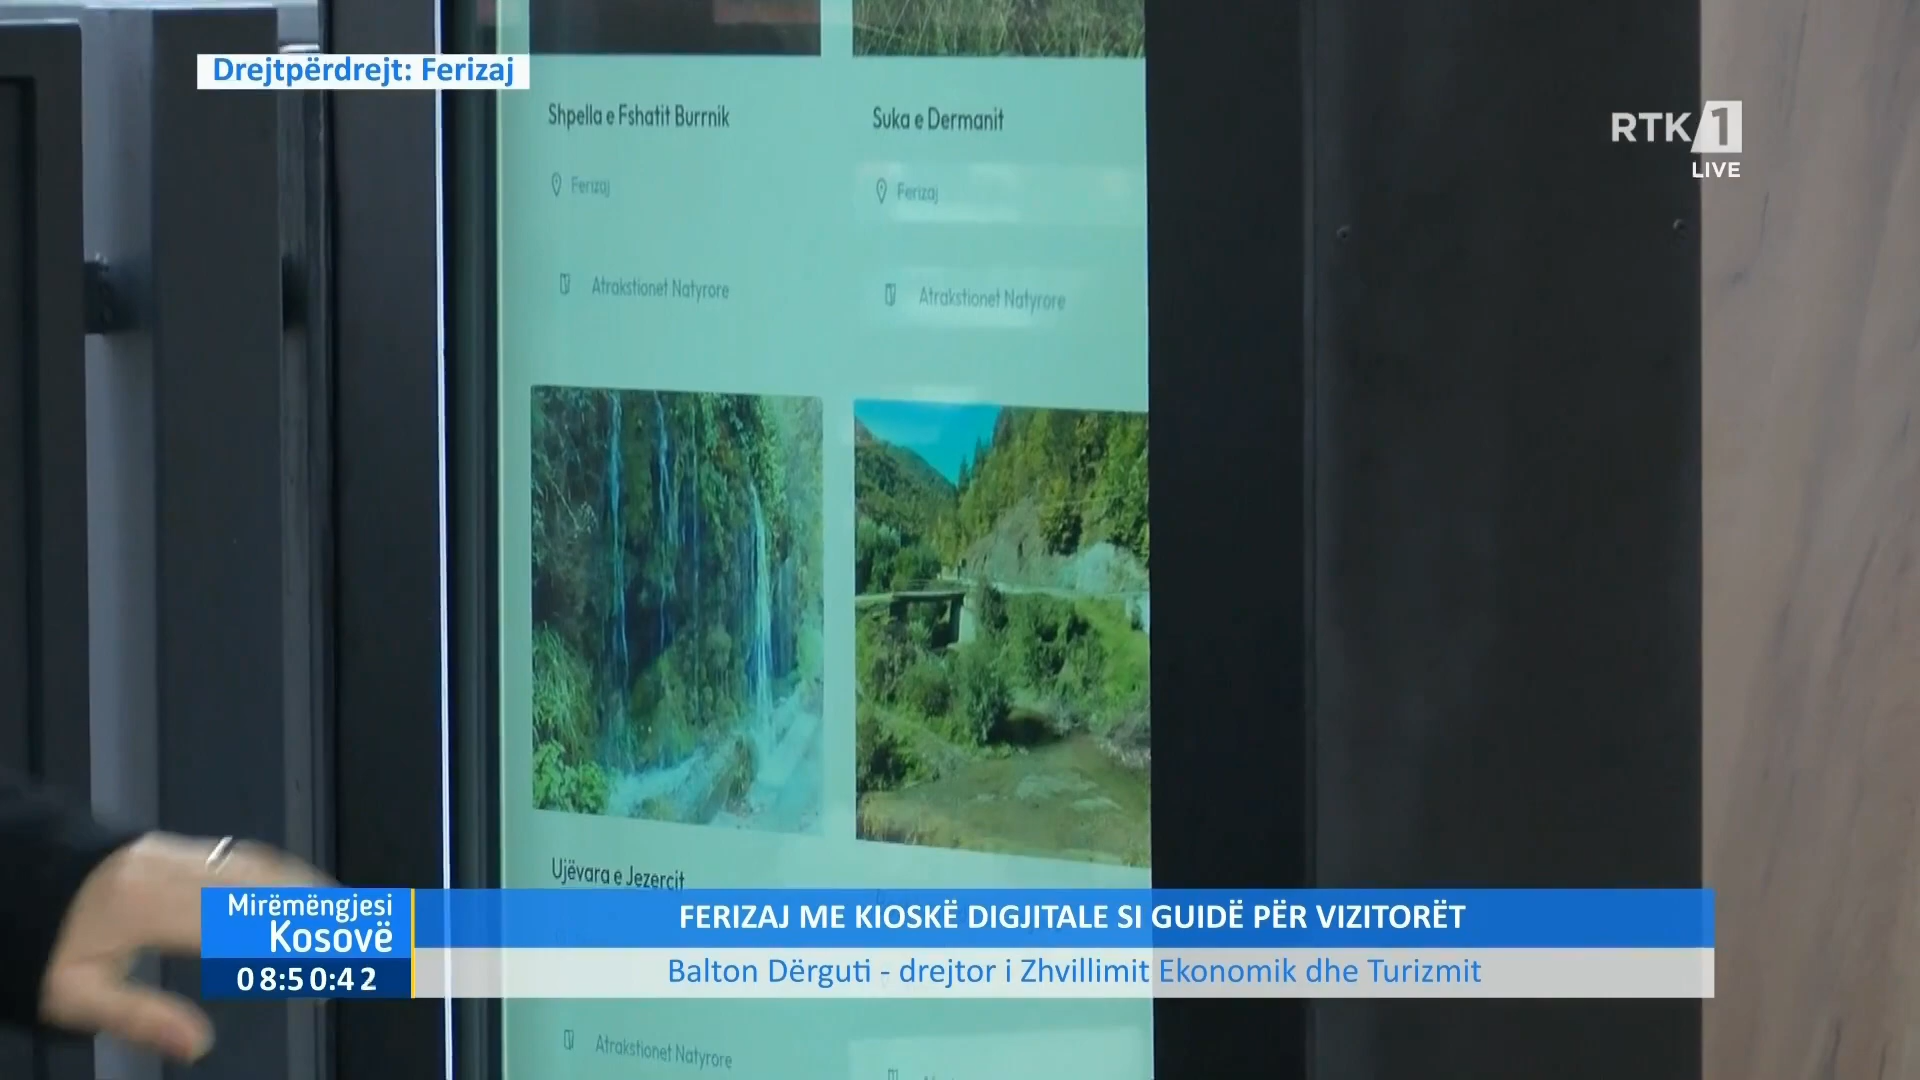 Drejtpërdrejt: Ferizaj
RTK 1
LIVE
Shpella e Fshatit Burrnik
Suka e Dermanit
Ferizaj
Ferizaj
Atrakstionet Natyrore
Atrakstionet Natyrore
Ujëvara e Jezercit
Mirëmëngjesi
Kosovë
08:50:42
FERIZAJ ME KIOSKË DIGJITALE SI GUIDË PËR VIZITORËT
Balton Dërguti - drejtor i Zhvillimit Ekonomik dhe Turizmit
Atrakstionet Natyrore